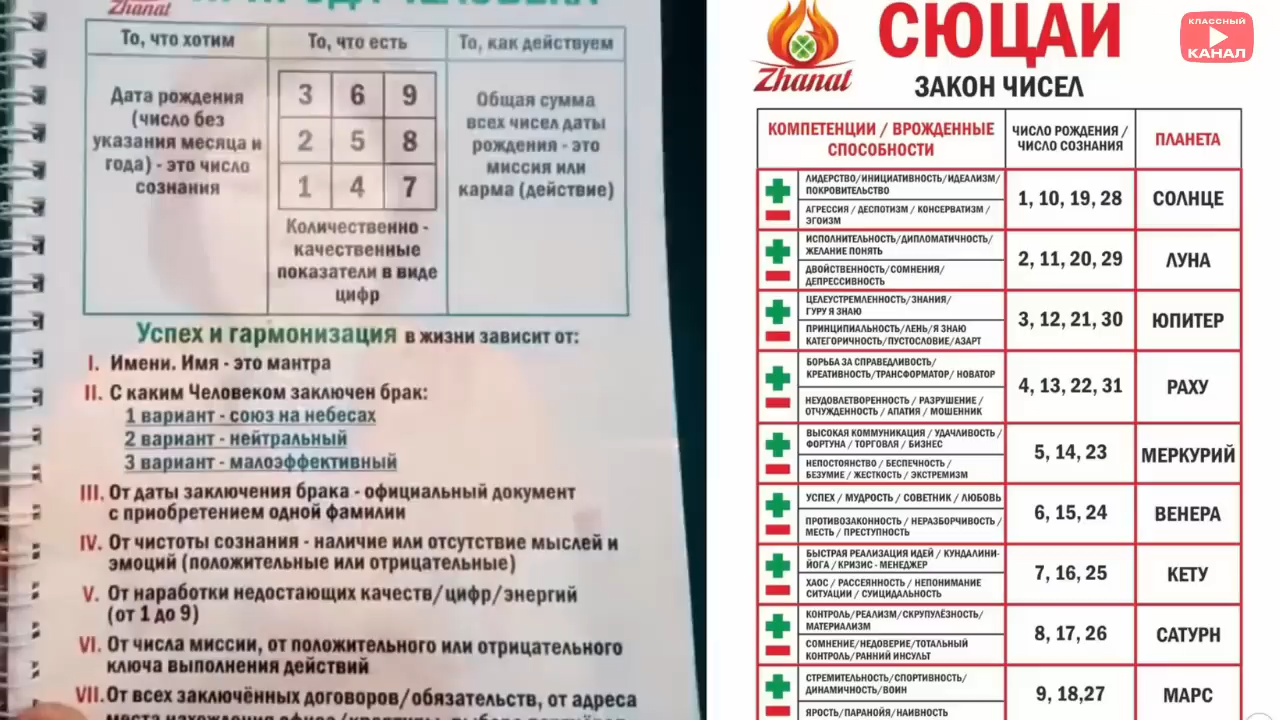 Zhanat
То, что хотим
То, что есть
То, как действуем
Дата рождения
(число без
указания месяца и
года) - это число
сознания
3 6 9
2 5 8
1 4 7
Количественно -
качественные
показатели в виде
цифр
Общая сумма
всех чисел даты
рождения - это
миссия или
карма (действие)
Успех и гармонизация в жизни зависит от:
I. Имени. Имя - это мантра
II. С каким Человеком заключен брак:
1 вариант - союз на небесах
2 вариант - нейтральный
3 вариант - малоэффективный
III. От даты заключения брака - официальный документ
с приобретением одной фамилии
IV. От чистоты сознания - наличие или отсутствие мыслей и
эмоций (положительные или отрицательные)
V. От наработки недостающих качеств/цифр/энергий
(от 1 до 9)
VI. От числа миссии, от положительного или отрицательного
ключа выполнения действий
VII. От всех заключённых договоров/обязательств, от адреса
Zhanat
СЮЦАИ
ЗАКОН ЧИСЕЛ
КЛАССНЫЙ
КАНАЛ
КОМПЕТЕНЦИИ / ВРОЖДЕННЫЕ
СПОСОБНОСТИ
ЧИСЛО РОЖДЕНИЯ /
ЧИСЛО СОЗНАНИЯ
ПЛАНЕТА
ЛИДЕРСТВО/ИНИЦИАТИВНОСТЬ/ИДЕАЛИЗМ/
ПОКРОВИТЕЛЬСТВО
АГРЕССИЯ / ДЕСПОТИЗМ / КОНСЕРВАТИЗМ /
ЭГОИЗМ
1, 10, 19, 28
СОЛНЦЕ
ИСПОЛНИТЕЛЬНОСТЬ/ДИПЛОМАТИЧНОСТЬ/
ЖЕЛАНИЕ ПОНЯТЬ
ДВОЙСТВЕННОСТЬ/СОМНЕНИЯ/
ДЕПРЕССИВНОСТЬ
2, 11, 20, 29
ЛУНА
ЦЕЛЕУСТРЕМЛЕННОСТЬ/ЗНАНИЯ/
ГУРУ Я ЗНАЮ
ПРИНЦИПИАЛЬНОСТЬ/ЛЕНЬ/Я ЗНАЮ
КАТЕГОРИЧНОСТЬ/ПУСТОСЛОВИЕ/АЗАРТ
3, 12, 21, 30
ЮПИТЕР
БОРЬБА ЗА СПРАВЕДЛИВОСТЬ/
КРЕАТИВНОСТЬ/ТРАНСФОРМАТОР/ НОВАТОР
НЕУДОВЛЕТВОРЕННОСТЬ / РАЗРУШЕНИЕ /
ОТЧУЖДЕННОСТЬ / АПАТИЯ / МОШЕННИК
4, 13, 22, 31
РАХУ
ВЫСОКАЯ КОММУНИКАЦИЯ / УДАЧЛИВОСТЬ /
ФОРТУНА / ТОРГОВЛЯ / БИЗНЕС
НЕПОСТОЯНСТВО / БЕСПЕЧНОСТЬ /
БЕЗУМИЕ / ЖЕСТКОСТЬ / ЭКСТРЕМИЗМ
5, 14, 23
МЕРКУРИЙ
УСПЕХ / МУДРОСТЬ / СОВЕТНИК / ЛЮБОВЬ
ПРОТИВОЗАКОННОСТЬ / НЕРАЗБОРЧИВОСТЬ /
МЕСТЬ / ПРЕСТУПНОСТЬ
6, 15, 24
ВЕНЕРА
БЫСТРАЯ РЕАЛИЗАЦИЯ ИДЕЙ / КУНДАЛИНИ-
ЙОГА / КРИЗИС - МЕНЕДЖЕР
ХАОС / РАССЕЯННОСТЬ / НЕПОНИМАНИЕ
СИТУАЦИИ / СУИЦИДАЛЬНОСТЬ
7, 16, 25
КЕТУ
КОНТРОЛЬ/РЕАЛИЗМ/СКРУПУЛЁЗНОСТЬ/
МАТЕРИАЛИЗМ
СОМНЕНИЕ/НЕДОВЕРИЕ/ТОТАЛЬНЫЙ
КОНТРОЛЬ/РАННИЙ ИНСУЛЬТ
8, 17, 26
САТУРН
СТРЕМИТЕЛЬНОСТЬ/СПОРТИВНОСТЬ/
ДИНАМИЧНОСТЬ/ВОИН
ЯРОСТЬ/ПАРАНОЙЯ/НАИВНОСТЬ
9, 18,27
МАРС